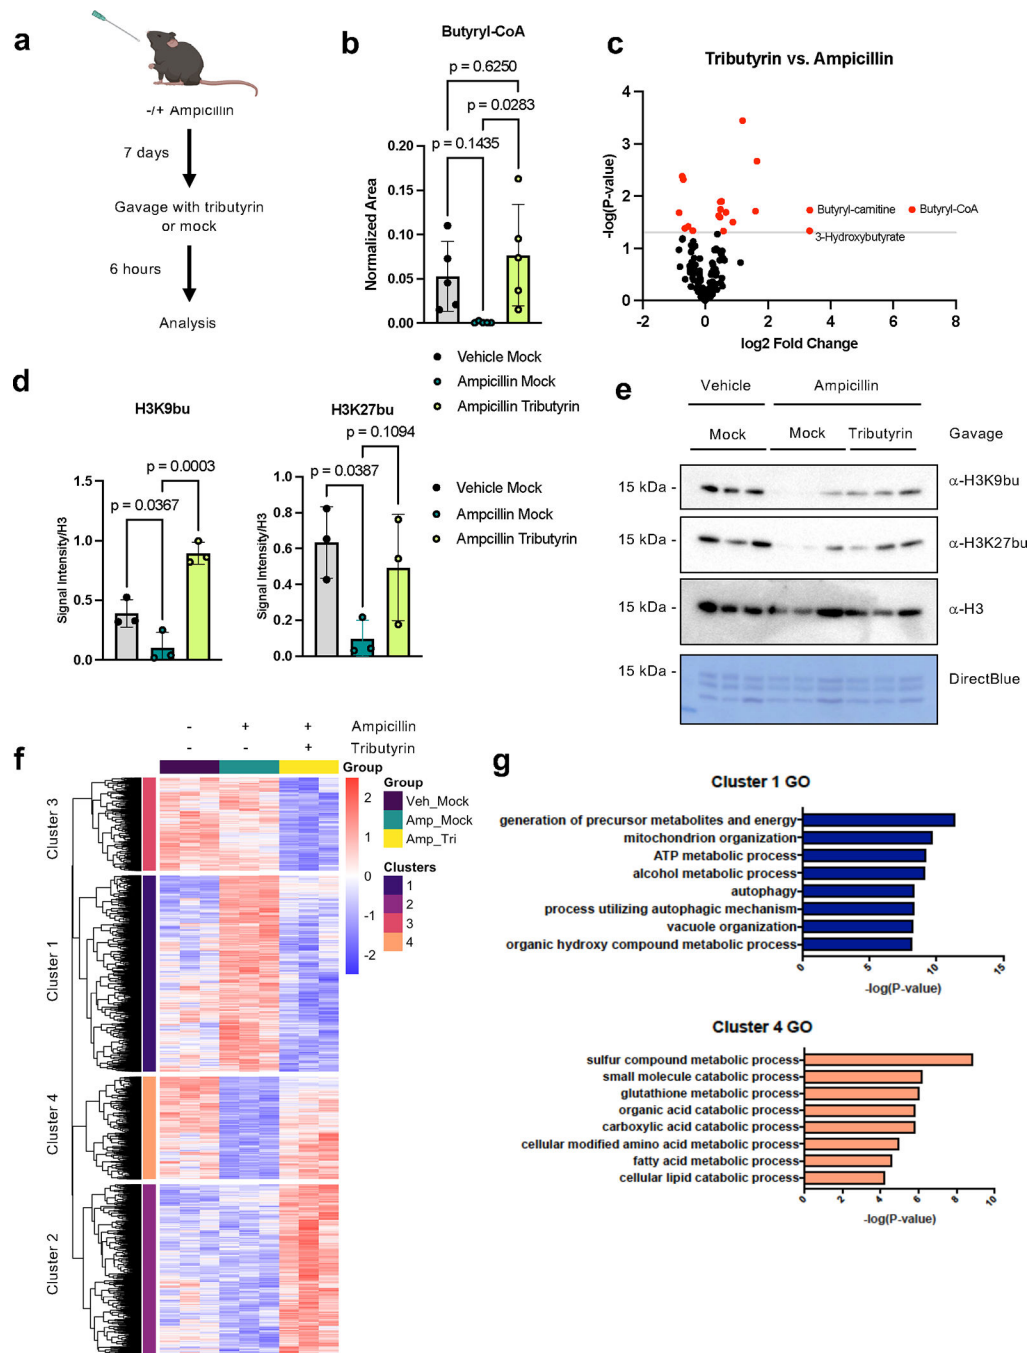 a
-/+ Ampicillin
7 days
Gavage with tributyrin
or mock
6 hours
Analysis
b
Butyryl-CoA
p = 0.6250
p = 0.0283
p = 0.1435
Normalized Area
0.20
0.15
0.10
0.05
0.00
Vehicle Mock
Ampicillin Mock
Ampicillin Tributyrin
c
Tributyrin vs. Ampicillin
-log(P-value)
4
3
2
1
0
Butyryl-carnitine
Butyryl-CoA
3-Hydroxybutyrate
-2
0
2
4
6
8
log2 Fold Change
d
H3K9bu
p = 0.0003
p = 0.0367
Signal Intensity/H3
1.5
1.0
0.5
0.0
H3K27bu
p = 0.1094
p = 0.0387
Signal Intensity/H3
1.0
0.8
0.6
0.4
0.2
0.0
Vehicle Mock
Ampcillin Mock
Ampicillin Tributyrin
e
Vehicle
Ampicillin
Mock
Mock
Tributyrin
Gavage
15 kDa -
α-H3K9bu
15 kDa -
α-H3K27bu
15 kDa -
α-H3
15 kDa -
DirectBlue
f
- + + Ampicillin
- - + Tributyrin
Group
Cluster 3
Cluster 1
Cluster 4
Cluster 2
2
1
0
-1
-2
Group
Veh_Mock
Amp_Mock
Amp_Tri
Clusters
1
2
3
4
g
Cluster 1 GO
generation of precursor metabolites and energy
mitochondrion organization
ATP metabolic process
alcohol metabolic process
autophagy
process utilizing autophagic mechanism
vacuole organization
organic hydroxy compound metabolic process
0
5
10
15
-log(P-value)
Cluster 4 GO
sulfur compound metabolic process
small molecule catabolic process
glutathione metabolic process
organic acid catabolic process
carboxylic acid catabolic process
cellular modified amino acid metabolic process
fatty acid metabolic process
cellular lipid catabolic process
0
2
4
6
8
10
-log(P-value)